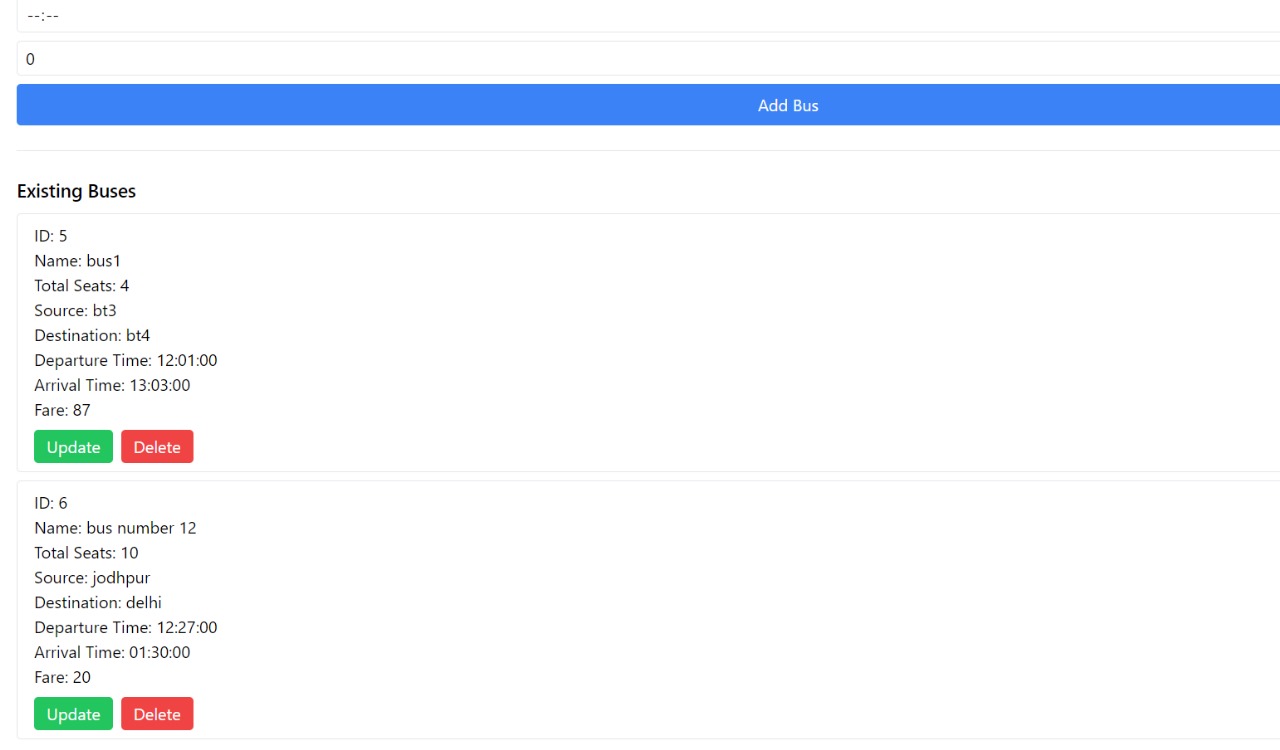 --:--
0
Add Bus
Existing Buses
ID: 5
Name: bus1
Total Seats: 4
Source: bt3
Destination: bt4
Departure Time: 12:01:00
Arrival Time: 13:03:00
Fare: 87
Update Delete
ID: 6
Name: bus number 12
Total Seats: 10
Source: jodhpur
Destination: delhi
Departure Time: 12:27:00
Arrival Time: 01:30:00
Fare: 20
Update Delete